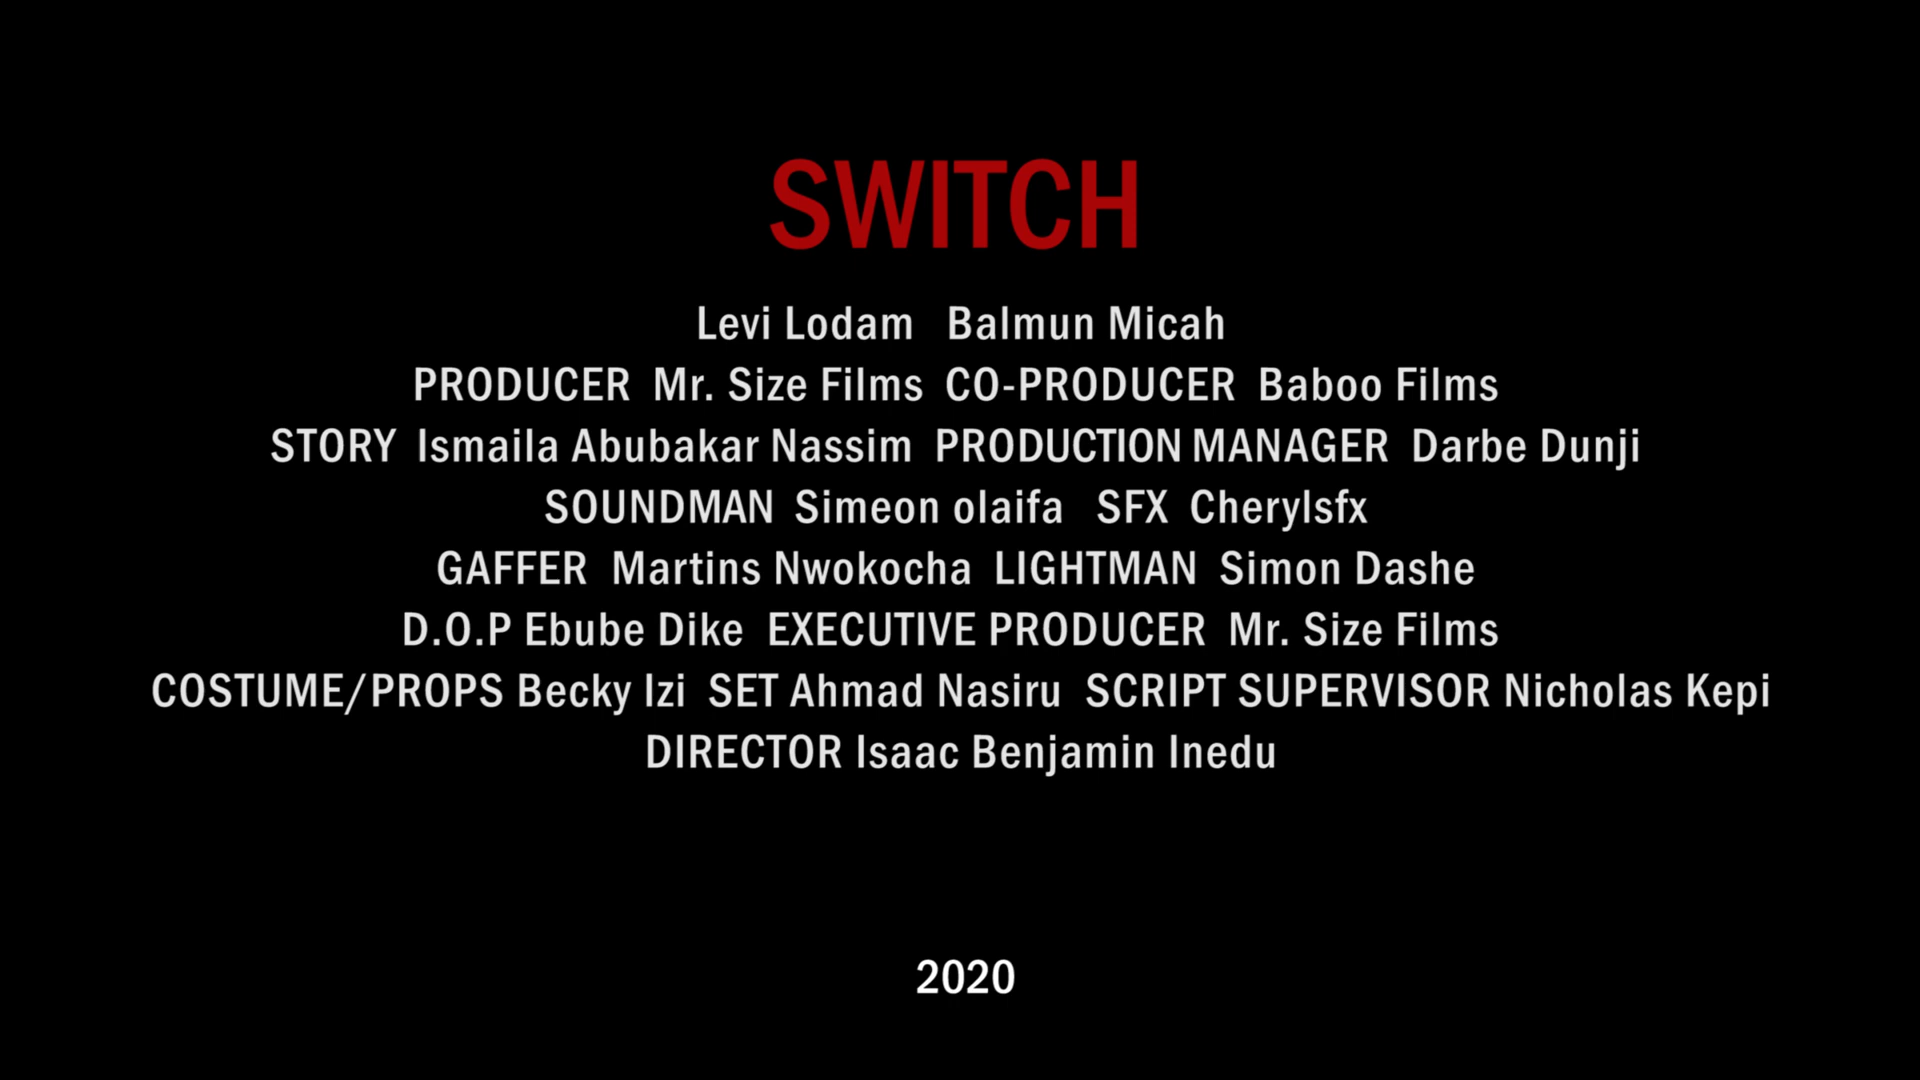 SWITCH
Levi Lodam Balmun Micah
PRODUCER Mr. Size Films CO-PRODUCER Baboo Films
STORY Ismaila Abubakar Nassim PRODUCTION MANAGER Darbe Dunji
SOUNDMAN Simeon olaifa SFX Cherylsfx
GAFFER Martins Nwokocha LIGHTMAN Simon Dashe
D.O.P Ebube Dike EXECUTIVE PRODUCER Mr. Size Films
COSTUME/PROPS Becky Izi SET Ahmad Nasiru SCRIPT SUPERVISOR Nicholas Kepi
DIRECTOR Isaac Benjamin Inedu
2020